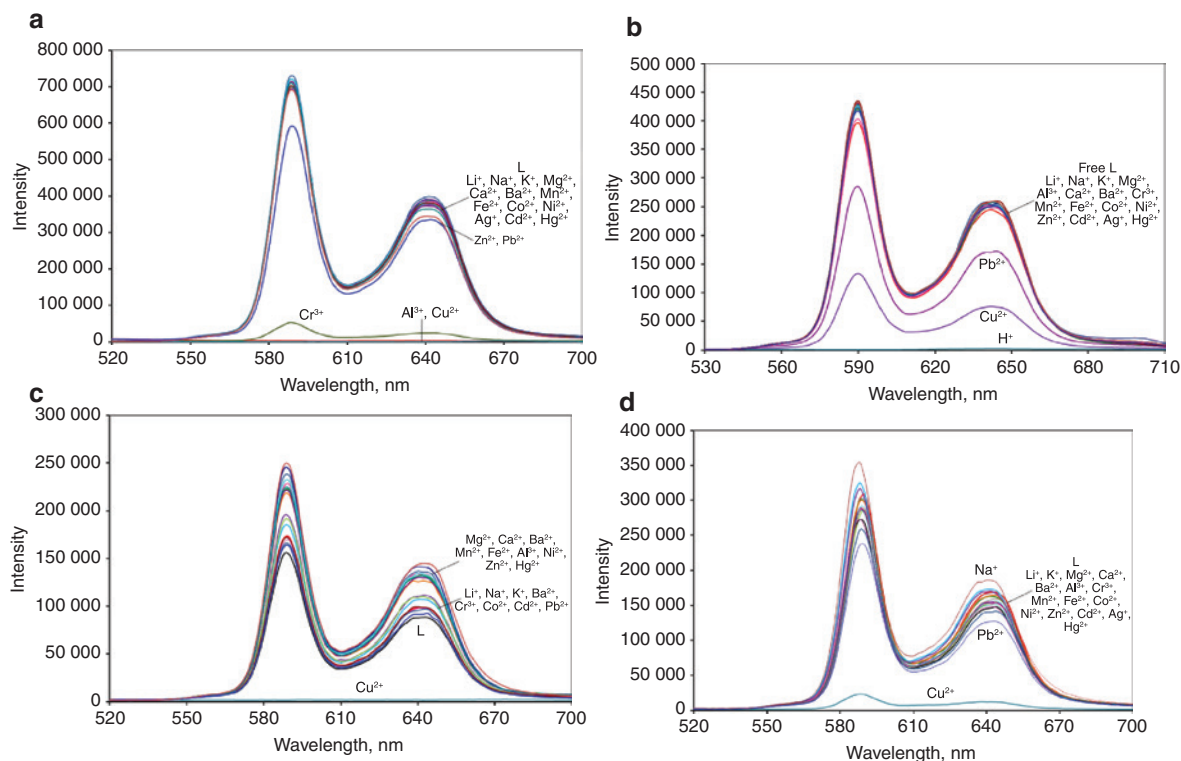 a
800 000
700 000
600 000
500 000
400 000
300 000
200 000
100 000
0
Intensity
L
Li⁺, Na⁺, K⁺, Mg²⁺,
Ca²⁺, Ba²⁺, Mn²⁺,
Fe²⁺, Co²⁺, Ni²⁺,
Ag⁺, Cd²⁺, Hg²⁺
Zn²⁺, Pb²⁺
Cr³⁺
Al³⁺, Cu²⁺
520 550 580 610 640 670 700
Wavelength, nm
b
500 000
450 000
400 000
350 000
300 000
250 000
200 000
150 000
100 000
50 000
0
Intensity
Free L
Li⁺, Na⁺, K⁺, Mg²⁺,
Al³⁺, Ca²⁺, Ba²⁺, Cr³⁺
Mn²⁺, Fe²⁺, Co²⁺, Ni²⁺
Zn²⁺, Cd²⁺, Ag⁺, Hg²⁺
Pb²⁺
Cu²⁺
H⁺
530 560 590 620 650 680 710
Wavelength, nm
c
300 000
250 000
200 000
150 000
100 000
50 000
0
Intensity
Mg²⁺, Ca²⁺, Ba²⁺,
Mn²⁺, Fe²⁺, Al³⁺, Ni²⁺,
Zn²⁺, Hg²⁺
Li⁺, Na⁺, K⁺, Ba²⁺,
Cr³⁺, Co²⁺, Cd²⁺, Pb²⁺
L
Cu²⁺
520 550 580 610 640 670 700
Wavelength, nm
d
400 000
350 000
300 000
250 000
200 000
150 000
100 000
50 000
0
Intensity
Na⁺
L
Li⁺, K⁺, Mg²⁺, Ca²⁺,
Ba²⁺, Al³⁺, Cr³⁺,
Mn²⁺, Fe²⁺, Co²⁺,
Ni²⁺, Zn²⁺, Cd²⁺, Ag⁺,
Hg²⁺
Pb²⁺
Cu²⁺
520 550 580 610 640 670 700
Wavelength, nm